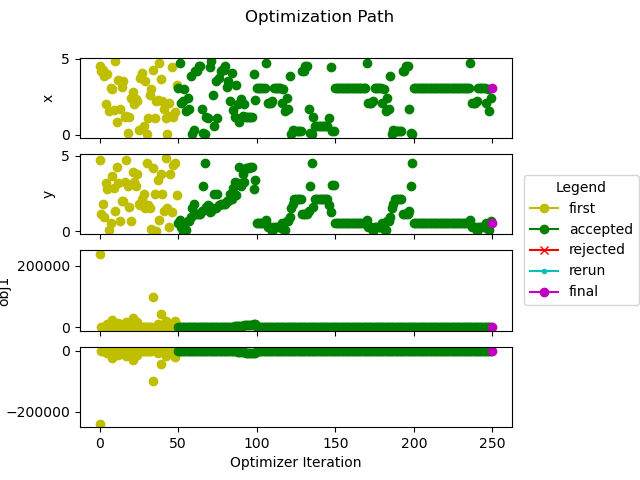 Optimization Path
5
x
0
5
y
0
200000
obj1
0
0
−200000
0
50
100
150
200
250
Optimizer Iteration
Legend
first
accepted
rejected
rerun
final